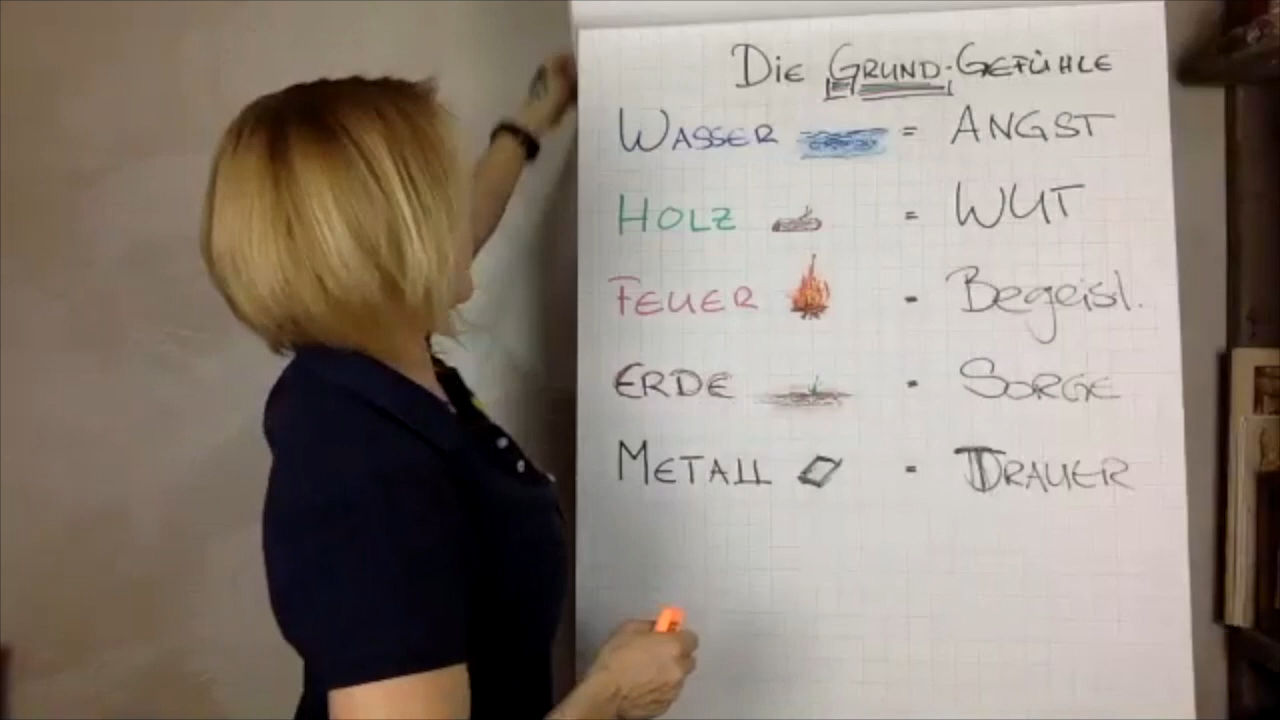 Die Grund-Gefühle
Wasser = Angst
Holz = Wut
Feuer - Begeist.
Erde - Sorge
Metall - Trauer